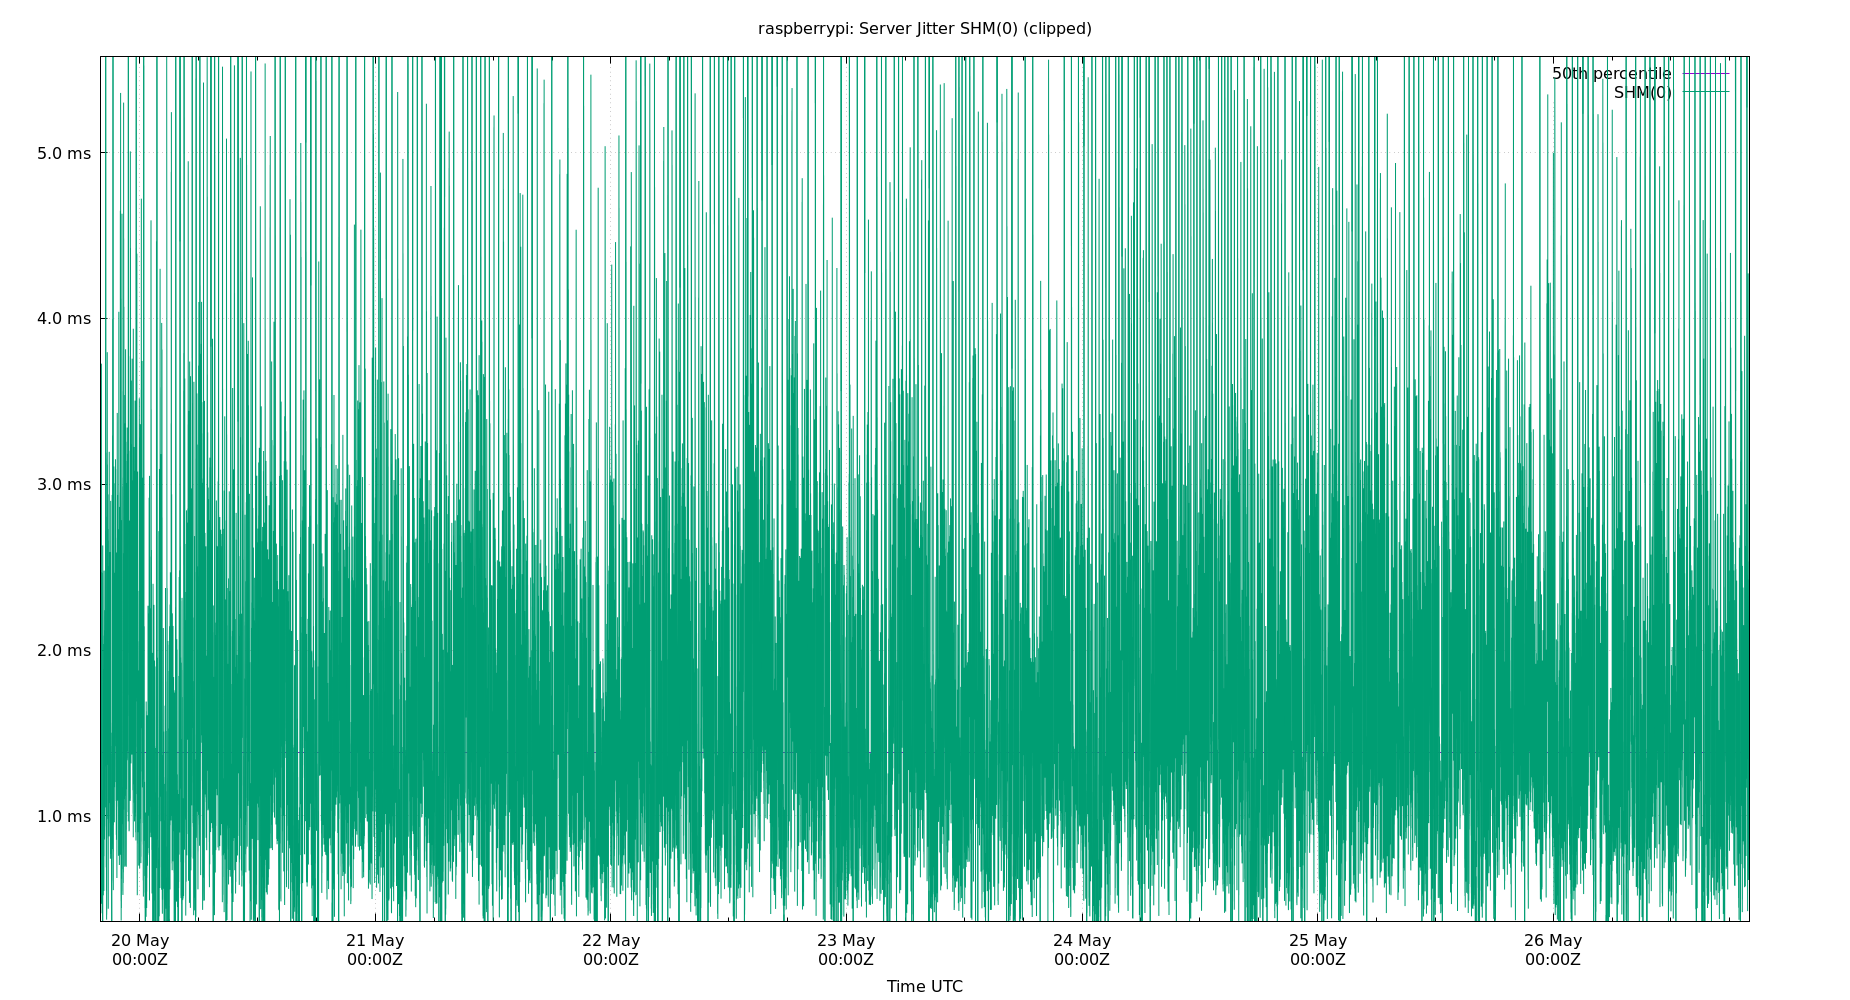 raspberrypi: Server Jitter SHM(0) (clipped)
50th percentile
SHM(0)
5.0 ms
4.0 ms
3.0 ms
2.0 ms
1.0 ms
20 May 21 May 22 May 23 May 24 May 25 May 26 May
00:00Z 00:00Z 00:00Z 00:00Z 00:00Z 00:00Z 00:00Z
Time UTC